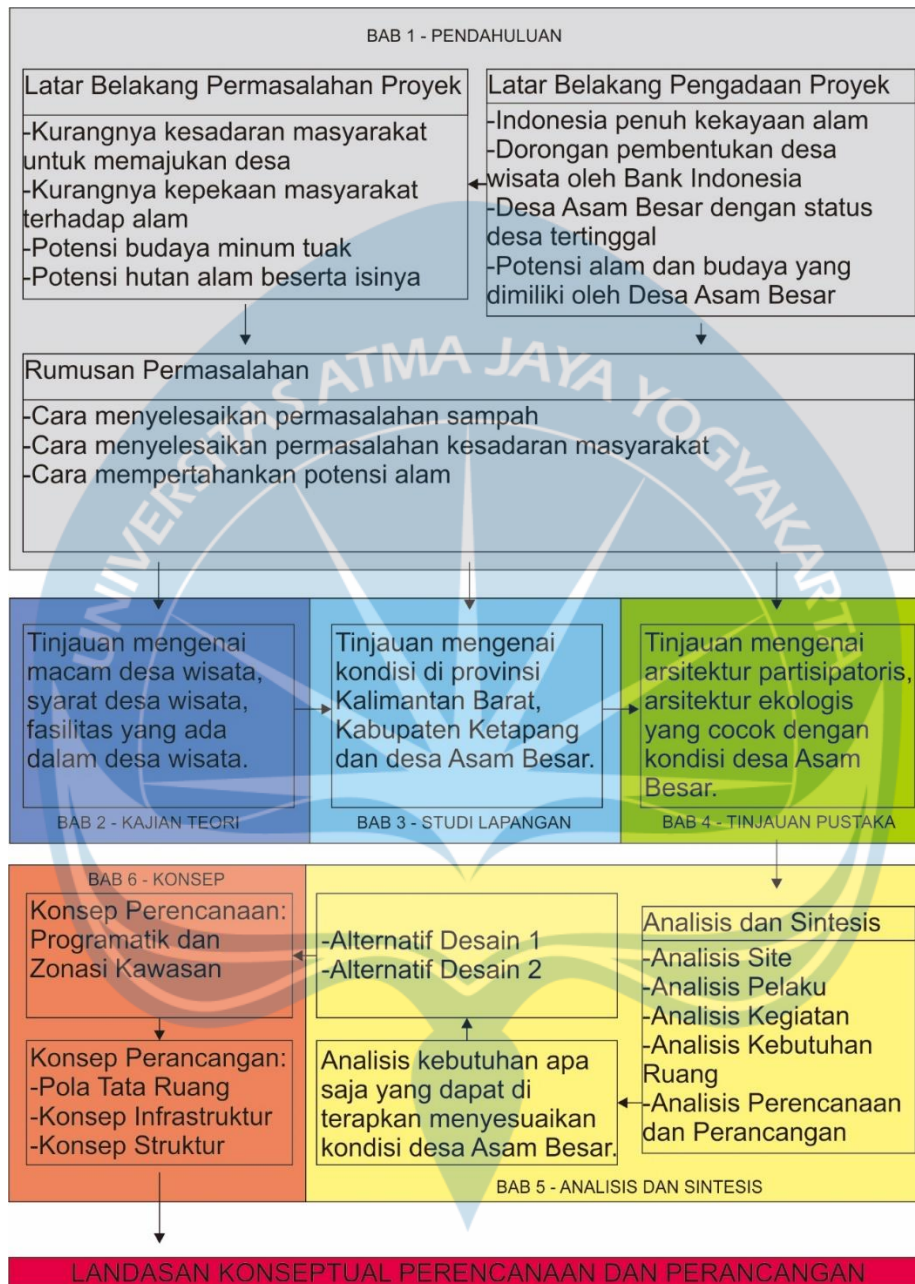 BAB 1 - PENDAHULUAN
Latar Belakang Permasalahan Proyek
-Kurangnya kesadaran masyarakat
untuk memajukan desa
-Kurangnya kepekaan masyarakat
terhadap alam
-Potensi budaya minum tuak
-Potensi hutan alam beserta isinya
Latar Belakang Pengadaan Proyek
-Indonesia penuh kekayaan alam
-Dorongan pembentukan desa
wisata oleh Bank Indonesia
-Desa Asam Besar dengan status
desa tertinggal
-Potensi alam dan budaya yang
dimiliki oleh Desa Asam Besar
Rumusan Permasalahan
-Cara menyelesaikan permasalahan sampah
-Cara menyelesaikan permasalahan kesadaran masyarakat
-Cara mempertahankan potensi alam
UNIVERSITAS ATMA JAYA YOGYAKARTA
Tinjauan mengenai
macam desa wisata,
syarat desa wisata,
fasilitas yang ada
dalam desa wisata.
BAB 2 - KAJIAN TEORI
Tinjauan mengenai
kondisi di provinsi
Kalimantan Barat,
Kabupaten Ketapang
dan desa Asam Besar.
BAB 3 - STUDI LAPANGAN
Tinjauan mengenai
arsitektur partisipatoris,
arsitektur ekologis
yang cocok dengan
kondisi desa Asam
Besar.
BAB 4 - TINJAUAN PUSTAKA
Analisis dan Sintesis
-Analisis Site
-Analisis Pelaku
-Analisis Kegiatan
-Analisis Kebutuhan
Ruang
-Analisis Perencanaan
dan Perancangan
Analisis kebutuhan apa
saja yang dapat di
terapkan menyesuaikan
kondisi desa Asam Besar.
-Alternatif Desain 1
-Alternatif Desain 2
BAB 5 - ANALISIS DAN SINTESIS
BAB 6 - KONSEP
Konsep Perencanaan:
Programatik dan
Zonasi Kawasan
Konsep Perancangan:
-Pola Tata Ruang
-Konsep Infrastruktur
-Konsep Struktur
LANDASAN KONSEPTUAL PERENCANAAN DAN PERANCANGAN